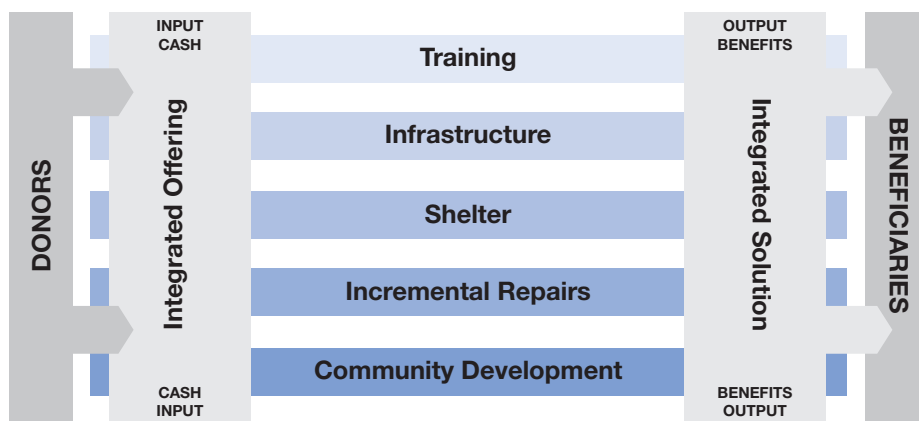 DONORS
INPUT
CASH
Integrated Offering
CASH
INPUT
Training
Infrastructure
Shelter
Incremental Repairs
Community Development
OUTPUT
BENEFITS
Integrated Solution
BENEFITS
OUTPUT
BENEFICIARIES